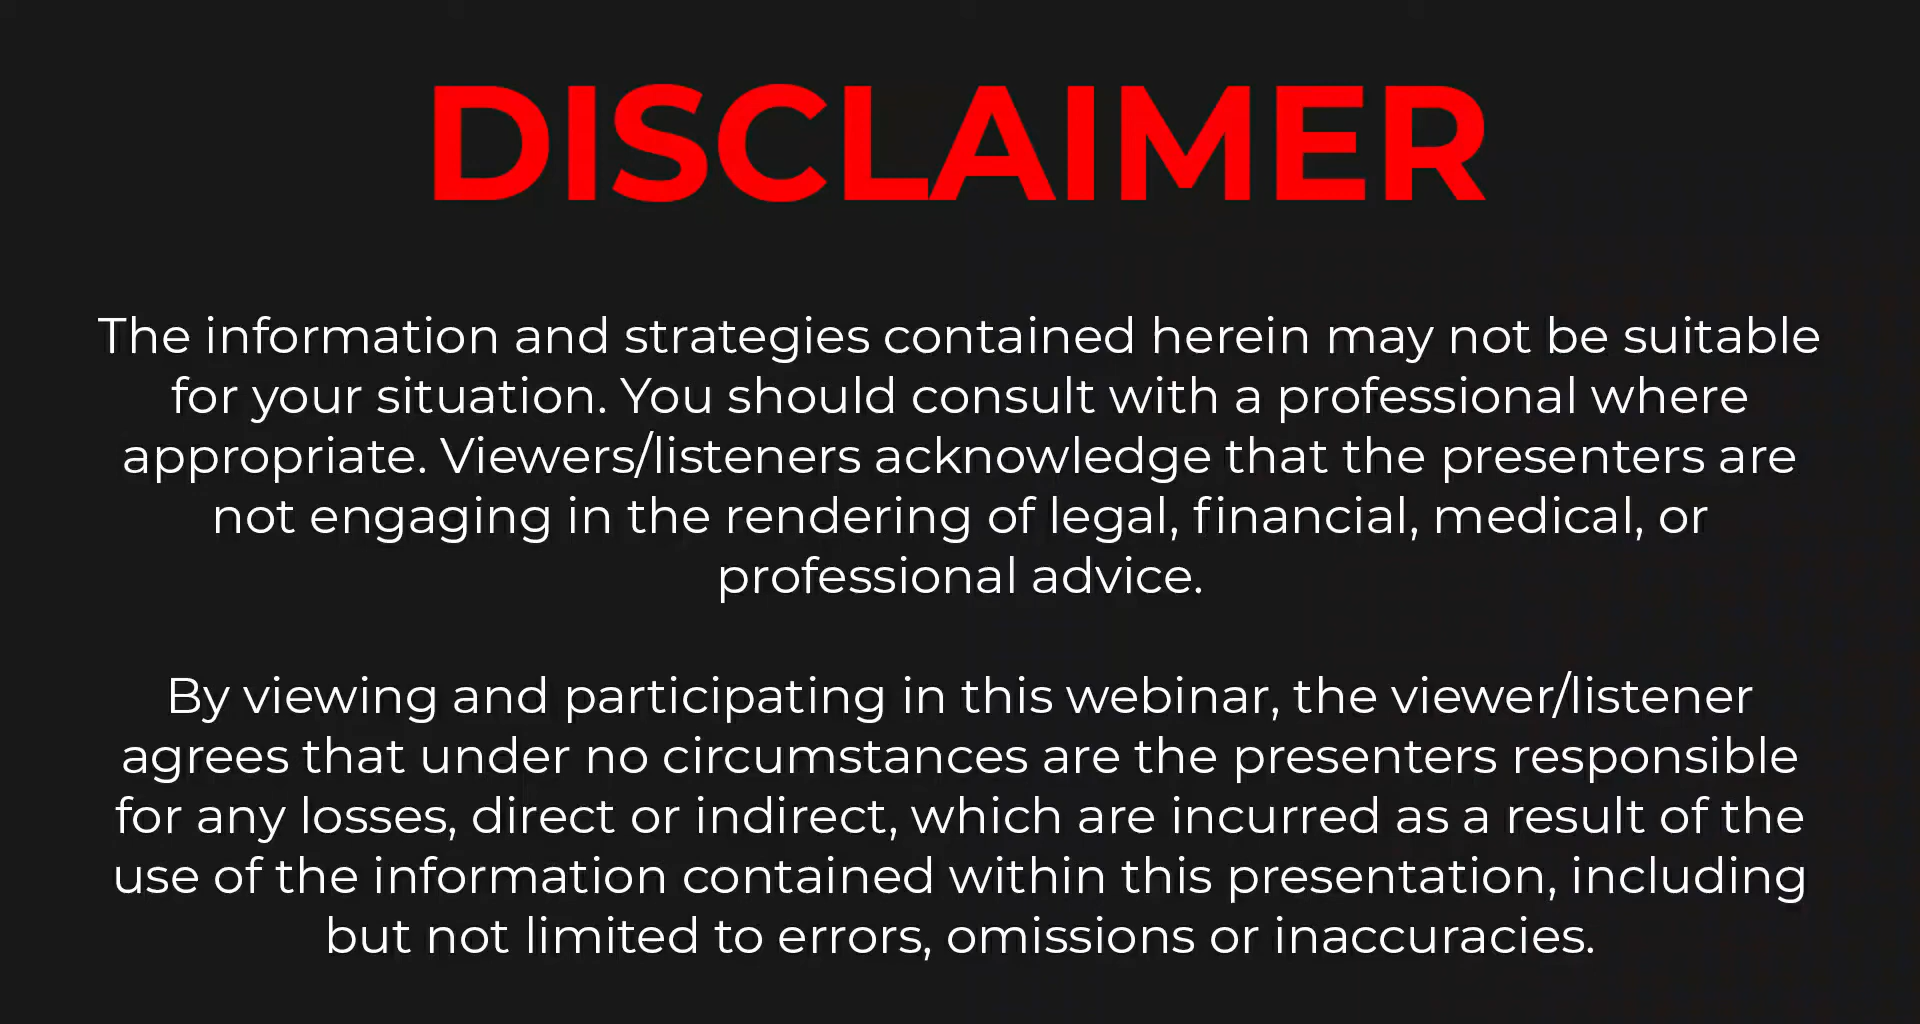 DISCLAIMER
The information and strategies contained herein may not be suitable
for your situation. You should consult with a professional where
appropriate. Viewers/listeners acknowledge that the presenters are
not engaging in the rendering of legal, financial, medical, or
professional advice.
By viewing and participating in this webinar, the viewer/listener
agrees that under no circumstances are the presenters responsible
for any losses, direct or indirect, which are incurred as a result of the
use of the information contained within this presentation, including
but not limited to errors, omissions or inaccuracies.